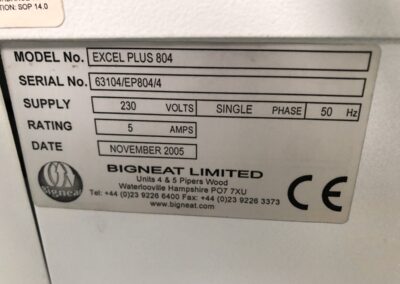 TION: SOP 14.0
MODEL No. EXCEL PLUS 804
SERIAL No. 63104/EP804/4
SUPPLY 230 VOLTS SINGLE PHASE 50 Hz
RATING 5 AMPS
DATE NOVEMBER 2005
Bigneat
BIGNEAT LIMITED
Units 4 & 5 Pipers Wood
Waterlooville Hampshire PO7 7XU
Tel: +44 (0)23 9226 6400 Fax: +44 (0)23 9226 3373
www.bigneat.com
CE